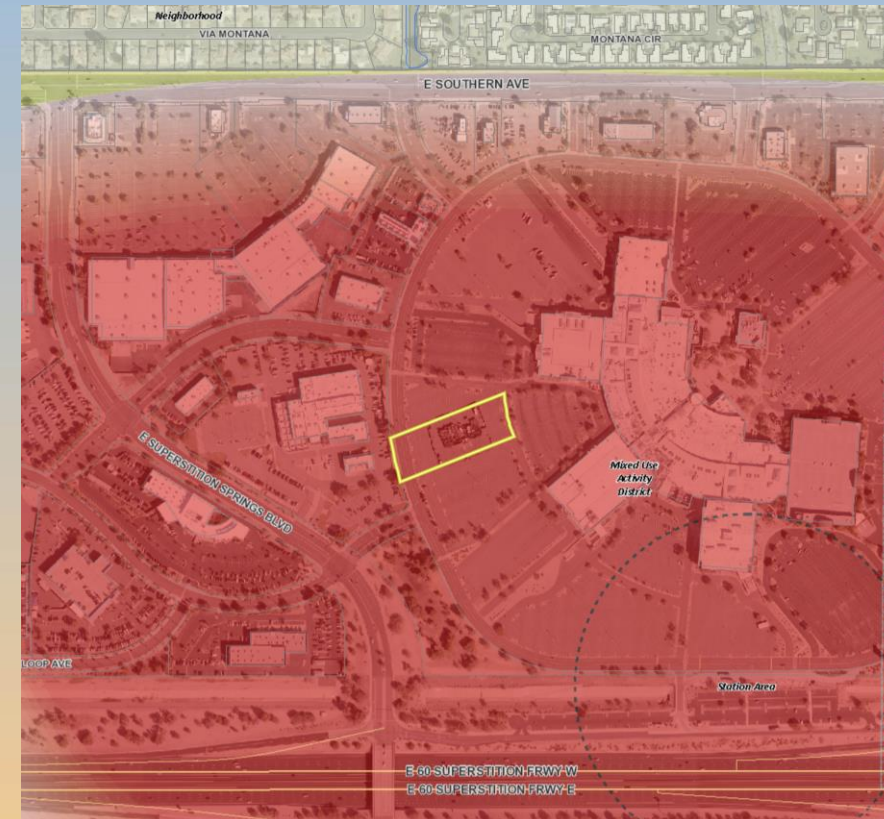 Neighborhood
VIA MONTANA
MONTANA CIR
E SOUTHERN AVE
E SUPERSTITION SPRINGS BLVD
Mixed Use
Activity
District
LOOP AVE
Station Area
E 60 SUPERSTITION FRWY W
E 60 SUPERSTITION FRWY E